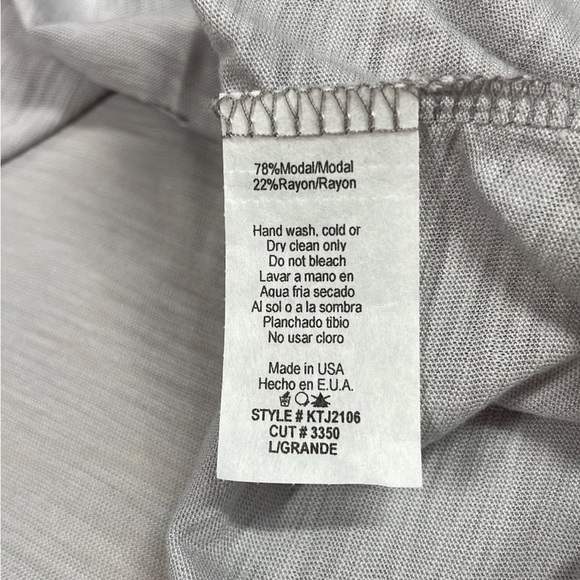 78%Modal/Modal
22%Rayon/Rayon
Hand wash, cold or
Dry clean only
Do not bleach
Lavar a mano en
Agua fria secado
Al sol o a la sombra
Planchado tibio
No usar cloro
Made in USA
Hecho en E.U.A.
STYLE # KTJ2106
CUT # 3350
L/GRANDE